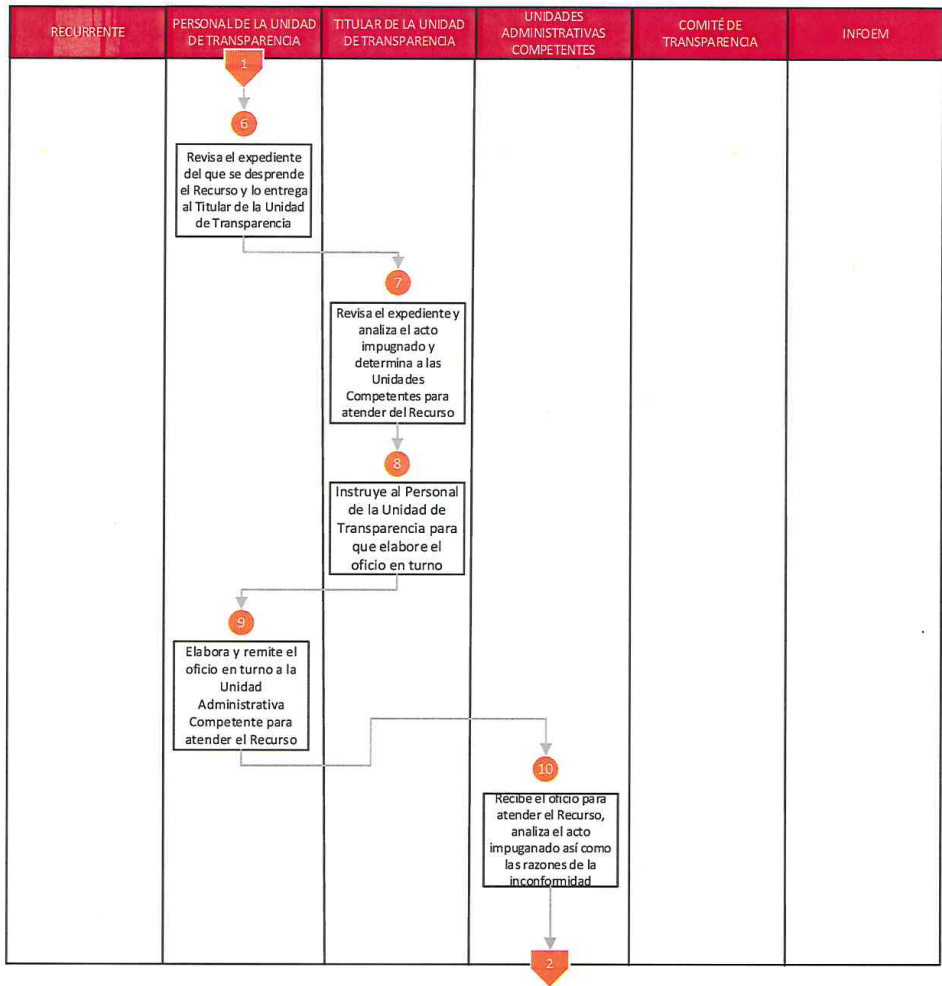 RECURRENTE
PERSONAL DE LA UNIDAD
DE TRANSPARENCIA
TITULAR DE LA UNIDAD
DE TRANSPARENCIA
UNIDADES
ADMINISTRATIVAS
COMPETENTES
COMITÉ DE
TRANSPARENCIA
INFOEM
1
6
Revisa el expediente
del que se desprende
el Recurso y lo entrega
al Titular de la Unidad
de Transparencia
7
Revisa el expediente y
analiza el acto
impugnado y
determina a las
Unidades
Competentes para
atender del Recurso
8
Instruye al Personal
de la Unidad de
Transparencia para
que elabore el
oficio en turno
9
Elabora y remite el
oficio en turno a la
Unidad
Administrativa
Competente para
atender el Recurso
10
Recibe el oficio para
atender el Recurso,
analiza el acto
impuganado así como
las razones de la
inconformidad
2